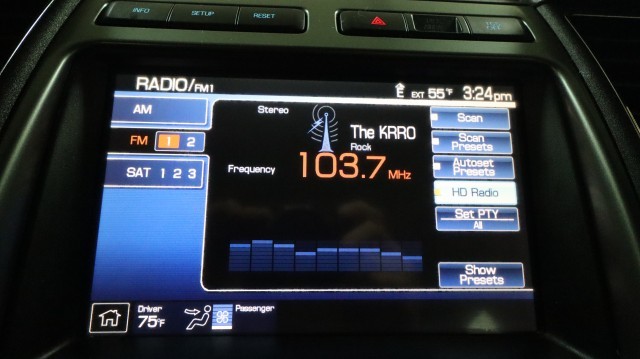 INFO SETUP RESET
RADIO/FM1
E EXT 55°F 3:24pm
AM
FM 1 2
SAT 1 2 3
Stereo
The KRRO
Rock
Frequency 103.7 MHz
Scan
Scan
Presets
Autoset
Presets
HD Radio
Set PTY
All
Show
Presets
Driver
75°F
Passenger